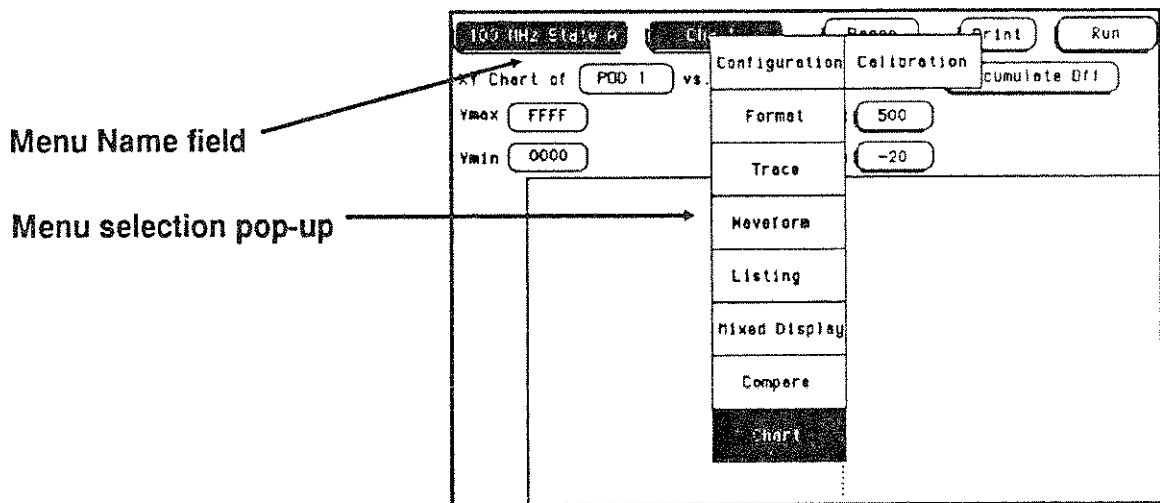 100 MHz State A Chart Print Run
XY Chart of POD 1 vs. Accumulate Off
Ymax FFFF 500
Ymin 0000 -20
Menu Name field
Menu selection pop-up
Configuration Calibration
Format
Trace
Waveform
Listing
Mixed Display
Compare
Chart